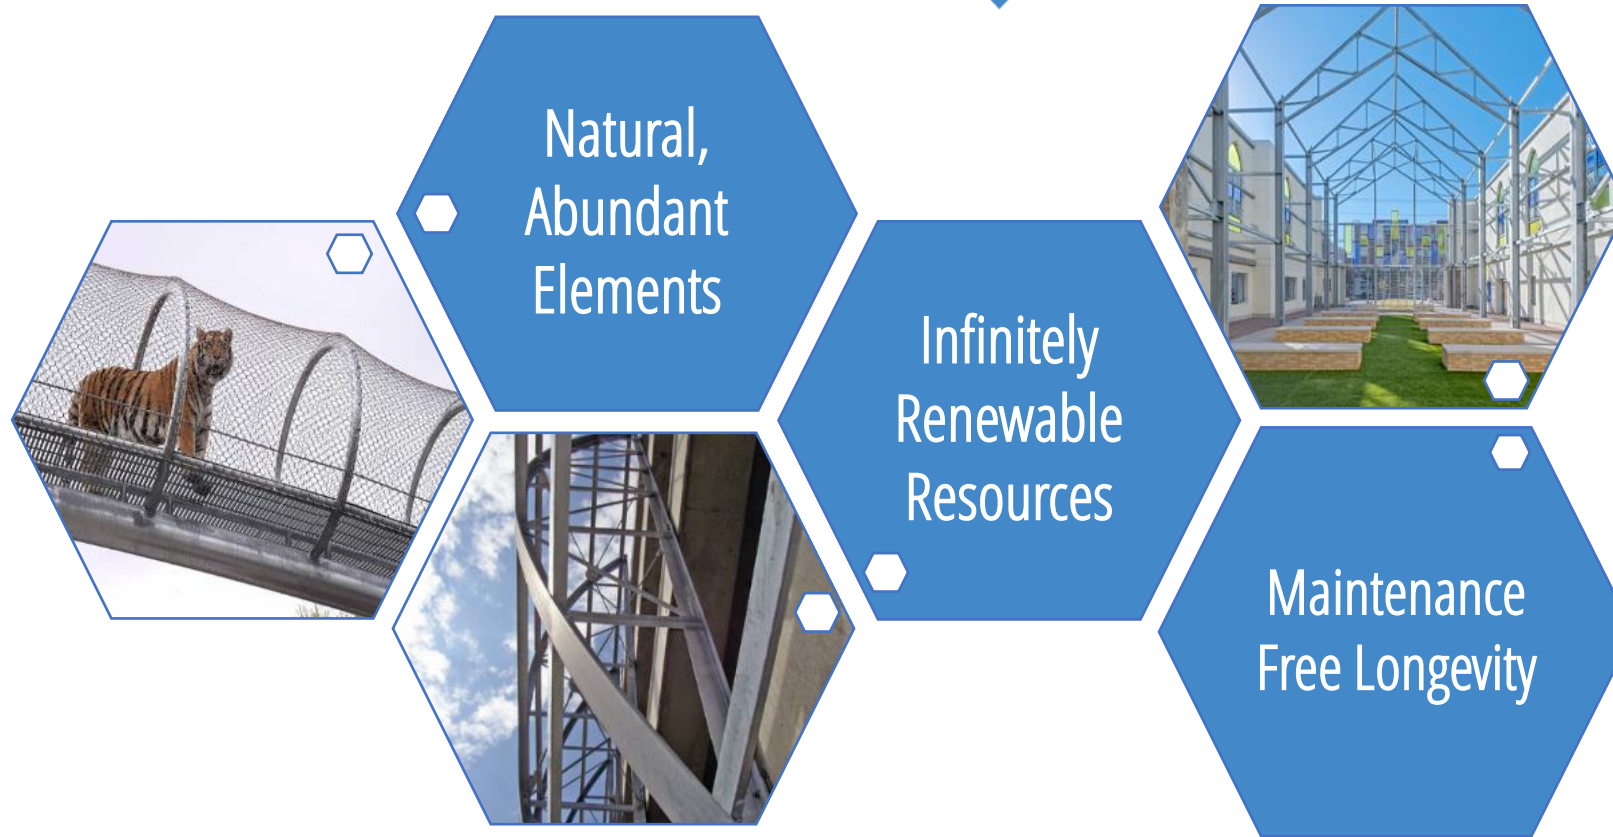 Natural,
Abundant
Elements
Infinitely
Renewable
Resources
Maintenance
Free Longevity